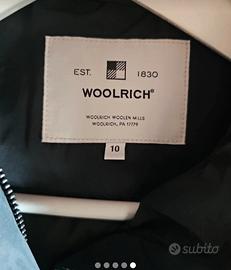 EST. 1830
WOOLRICH®
WOOLRICH WOOLEN MILLS
WOOLRICH, PA 17779
10
subito